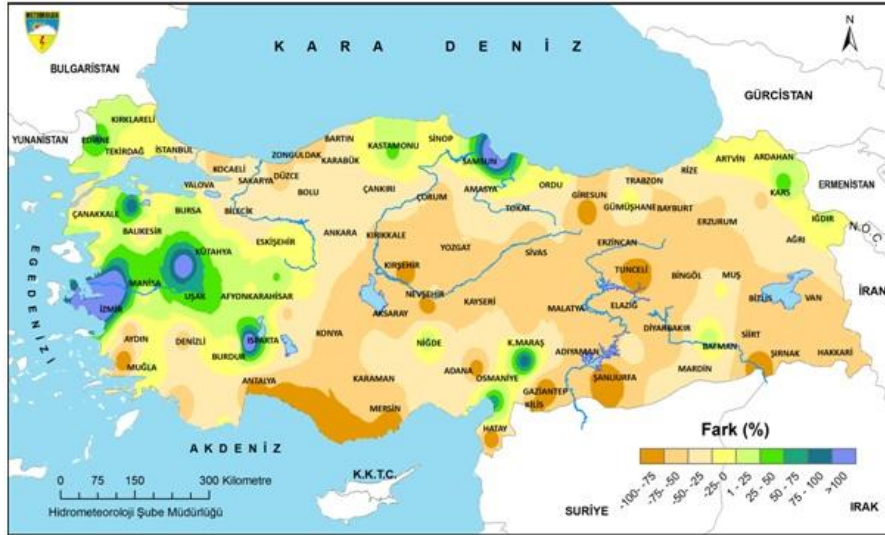 METEOROLOJİ
K A R A D E N İ Z
N
BULGARİSTAN
GÜRCİSTAN
YUNANİSTAN
KIRKLARELİ
EDİRNE
TEKİRDAĞ
İSTANBUL
KOCAELİ
YALOVA
SAKARYA
DÜZCE
ZONGULDAK
BARTIN
KARABÜK
KASTAMONU
SİNOP
SAMSUN
BOLU
ÇANKIRI
ÇORUM
AMASYA
TOKAT
ORDU
GİRESUN
TRABZON
RİZE
ARTVİN
ARDAHAN
KARS
ERMENİSTAN
IĞDIR
N.O.C.
AĞRI
GÜMÜŞHANE
BAYBURT
ERZURUM
ERZİNCAN
ÇANAKKALE
BALIKESİR
BURSA
BİLECİK
ESKİŞEHİR
KÜTAHYA
ANKARA
KIRIKKALE
YOZGAT
SİVAS
KIRŞEHİR
NEVŞEHİR
KAYSERİ
AKSARAY
TUNCELİ
BİNGÖL
MUŞ
BİTLİS
VAN
İRAN
ELAZIĞ
MALATYA
DİYARBAKIR
SİİRT
BATMAN
ŞIRNAK
HAKKARİ
MARDİN
ADIYAMAN
ŞANLIURFA
E G E D E N İ Z İ
MANİSA
İZMİR
UŞAK
AFYONKARAHİSAR
AYDIN
DENİZLİ
ISPARTA
BURDUR
MUĞLA
ANTALYA
KONYA
KARAMAN
MERSİN
NİĞDE
ADANA
K.MARAŞ
OSMANİYE
GAZİANTEP
KİLİS
HATAY
A K D E N İ Z
K.K.T.C.
SURİYE
IRAK
0 75 150 300 Kilometre
Hidrometeoroloji Şube Müdürlüğü
Fark (%)
-100--75
-75--50
-50--25
-25-0
1 - 25
25 - 50
50 - 75
75 - 100
>100